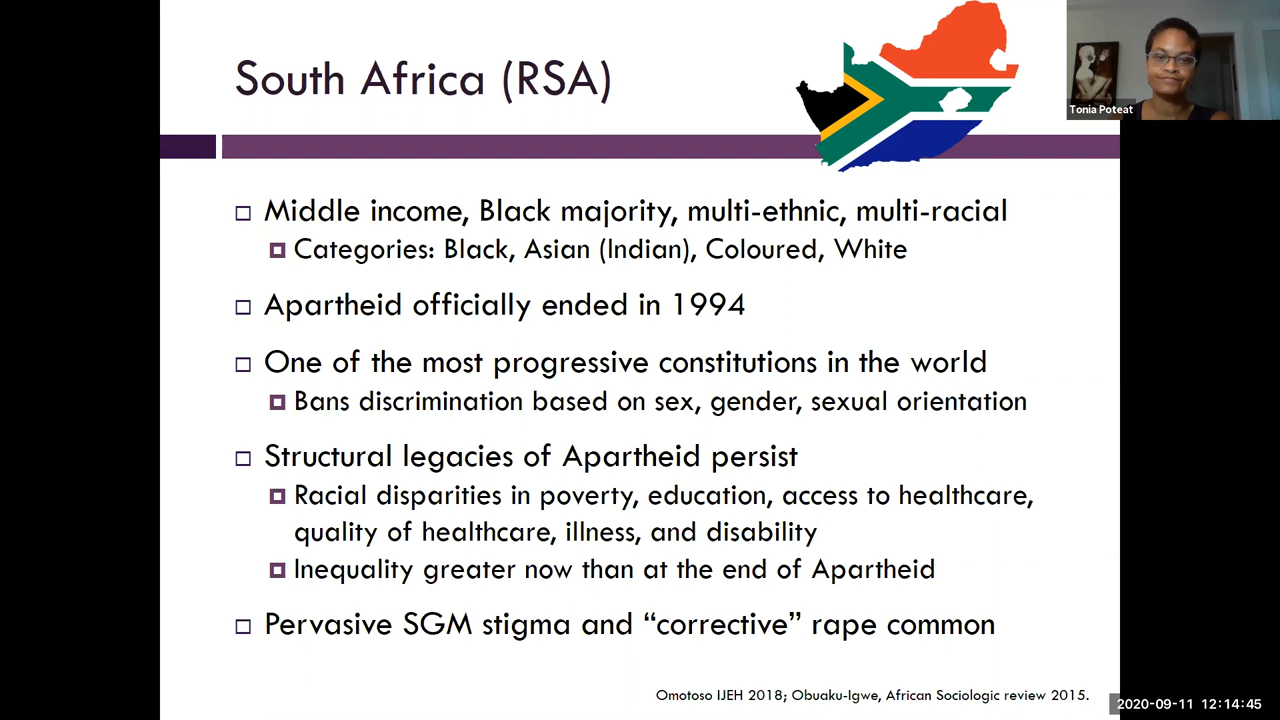 South Africa (RSA)
Tonia Poteat
Middle income, Black majority, multi-ethnic, multi-racial
Categories: Black, Asian (Indian), Coloured, White
Apartheid officially ended in 1994
One of the most progressive constitutions in the world
Bans discrimination based on sex, gender, sexual orientation
Structural legacies of Apartheid persist
Racial disparities in poverty, education, access to healthcare,
quality of healthcare, illness, and disability
Inequality greater now than at the end of Apartheid
Pervasive SGM stigma and “corrective” rape common
Omotoso IJEH 2018; Obuaku-Igwe, African Sociologic review 2015.
2020-09-11 12:14:45